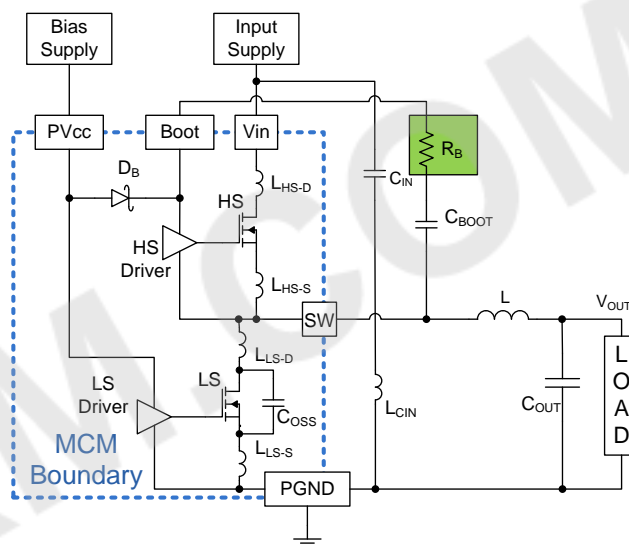 Bias
Supply
Input
Supply
PVcc
Boot
Vin
D_B
R_B
L_HS-D
C_IN
HS
C_BOOT
HS
Driver
L_HS-S
SW
L
V_OUT
L_LS-D
LS
LS
Driver
C_OSS
L_CIN
C_OUT
LOAD
MCM
Boundary
L_LS-S
PGND